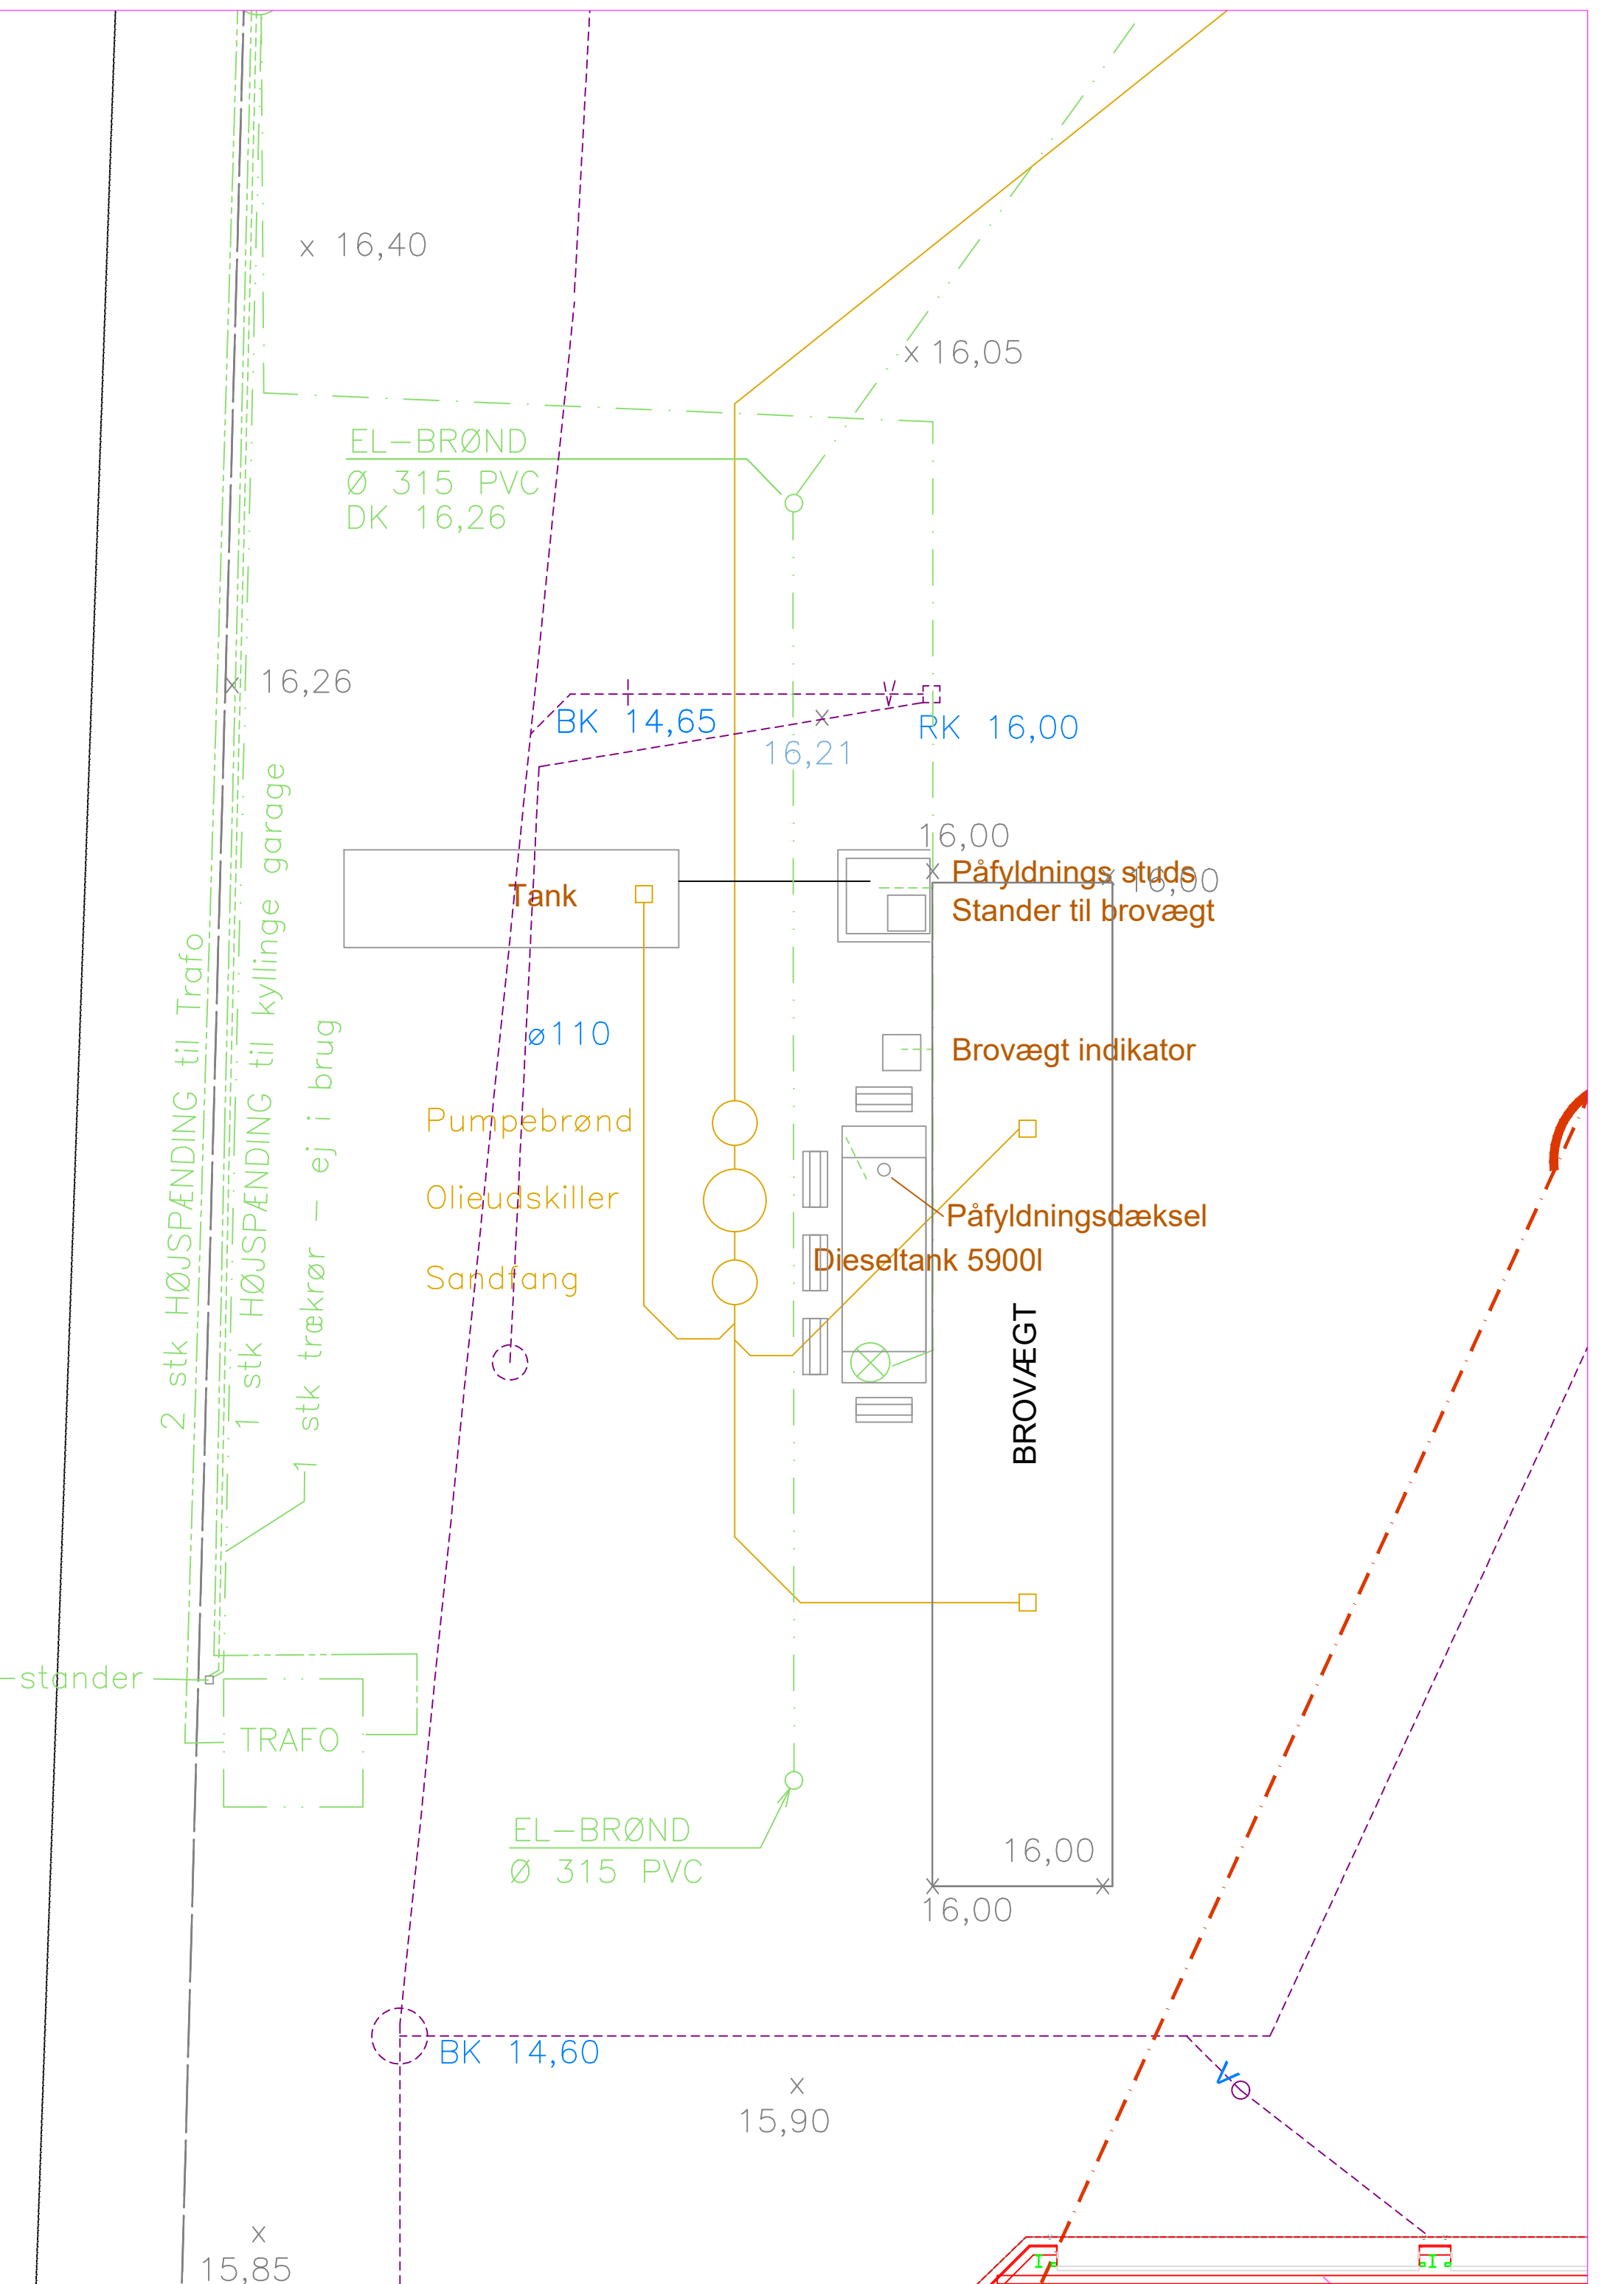 x 16,40
x 16,05
EL-BRØND
Ø 315 PVC
DK 16,26
x 16,26
BK 14,65
x
16,21
RK 16,00
16,00
x 16,00
Påfyldnings studs
Stander til brovægt
Tank
2 stk HØJSPÆNDING til Trafo
1 stk HØJSPÆNDING til kyllinge garage
1 stk trækrør - ej i brug
ø110
Brovægt indikator
Pumpebrønd
Olieudskiller
Sandfang
Påfyldningsdæksel
Dieseltank 5900l
BROVÆGT
stander
TRAFO
EL-BRØND
Ø 315 PVC
16,00
16,00
BK 14,60
x
15,90
x
15,85